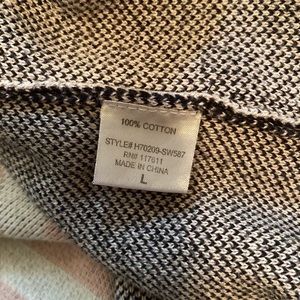 100% COTTON
STYLE# H70209-SW587
RN# 117611
MADE IN CHINA
L